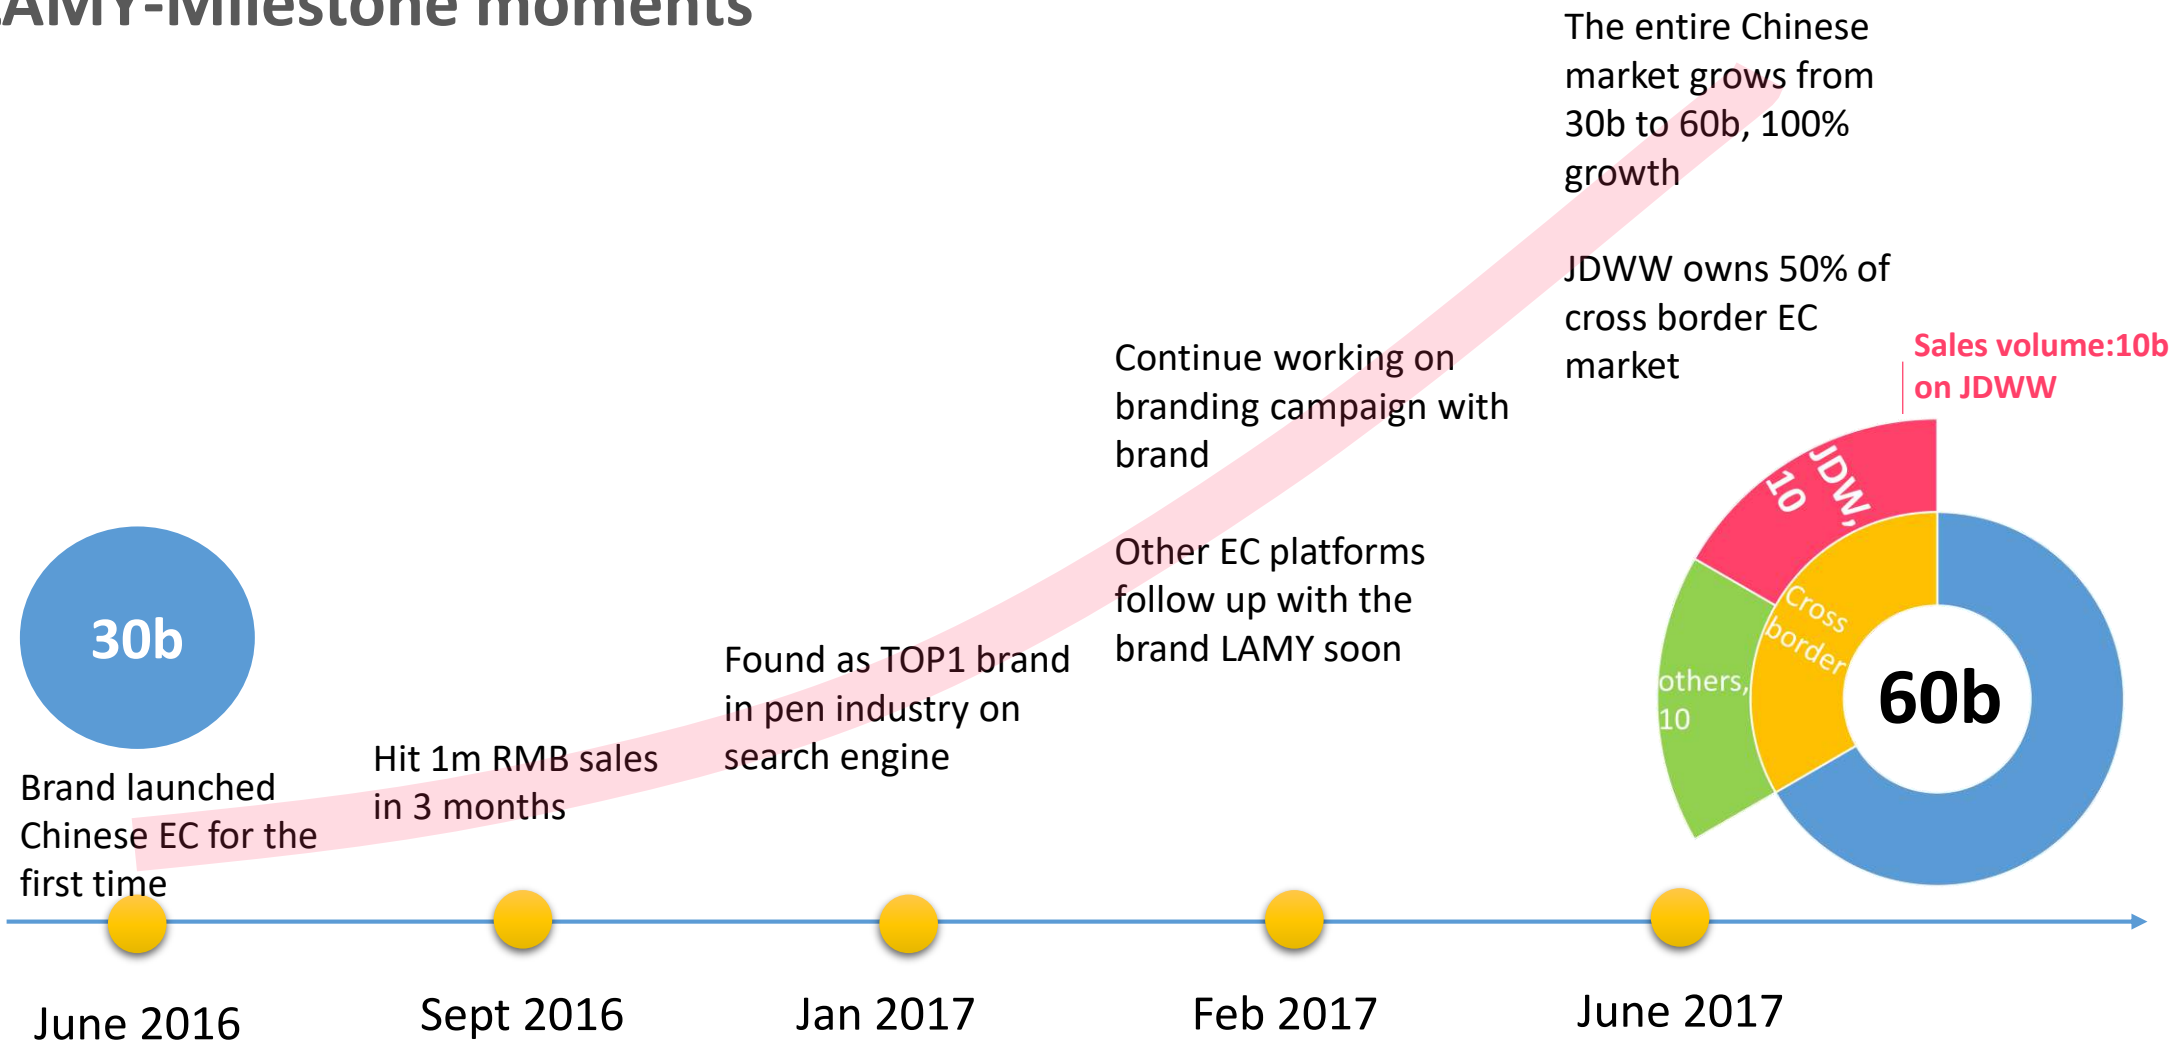 LAMY-Milestone moments
The entire Chinese
market grows from
30b to 60b, 100%
growth
JDWW owns 50% of
cross border EC
market
Sales volume:10b
on JDWW
Continue working on
branding campaign with
brand
Other EC platforms
follow up with the
brand LAMY soon
JDW,
10
Cross
border
others,
10
60b
30b
Found as TOP1 brand
in pen industry on
search engine
Hit 1m RMB sales
in 3 months
Brand launched
Chinese EC for the
first time
June 2016
Sept 2016
Jan 2017
Feb 2017
June 2017